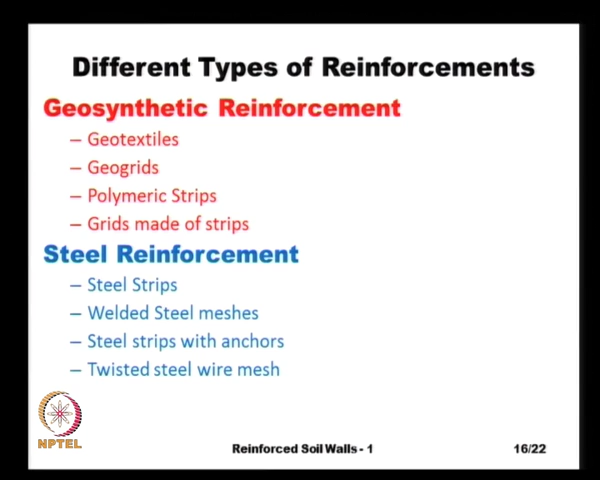 Different Types of Reinforcements
Geosynthetic Reinforcement
– Geotextiles
– Geogrids
– Polymeric Strips
– Grids made of strips
Steel Reinforcement
– Steel Strips
– Welded Steel meshes
– Steel strips with anchors
– Twisted steel wire mesh
NPTEL
Reinforced Soil Walls - 1
16/22